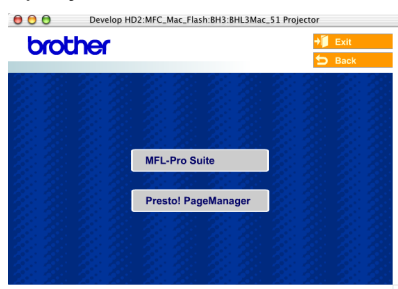 Develop HD2:MFC_Mac_Flash:BH3:BHL3Mac_51 Projector
brother
Exit
Back
MFL-Pro Suite
Presto! PageManager